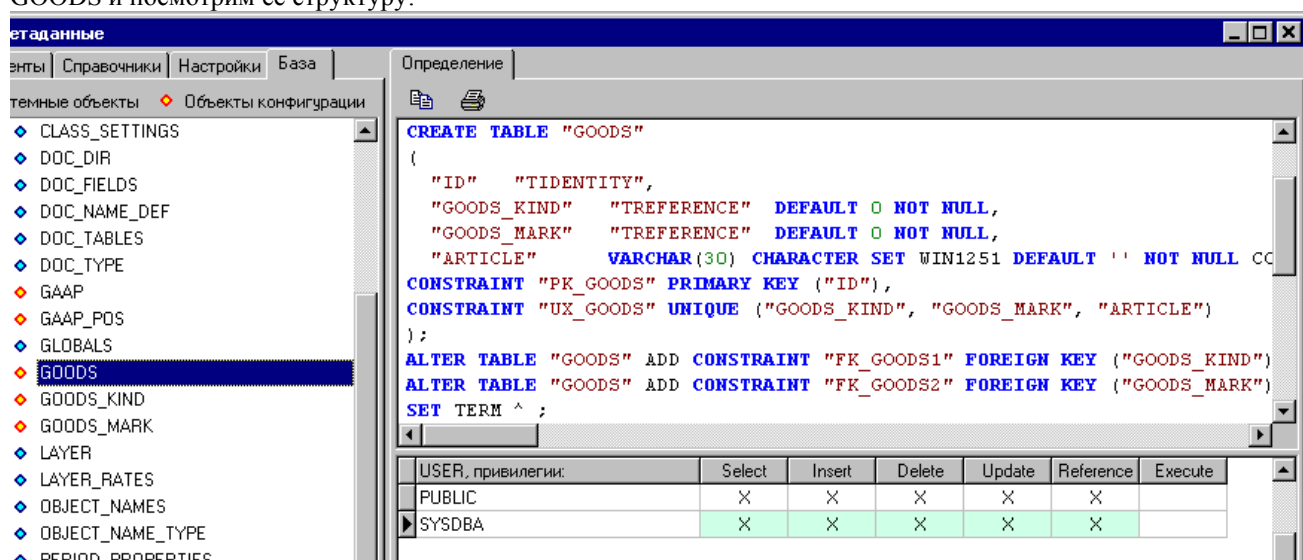 GOODS и посмотрим ее структуру:
етаданные
енты Справочники Настройки База
Определение
темные объекты Объекты конфигурации
CLASS_SETTINGS
DOC_DIR
DOC_FIELDS
DOC_NAME_DEF
DOC_TABLES
DOC_TYPE
GAAP
GAAP_POS
GLOBALS
GOODS
GOODS_KIND
GOODS_MARK
LAYER
LAYER_RATES
OBJECT_NAMES
OBJECT_NAME_TYPE
PERIOD_PROPERTIES
CREATE TABLE "GOODS"
(
"ID" "TIDENTITY",
"GOODS_KIND" "TREFERENCE" DEFAULT 0 NOT NULL,
"GOODS_MARK" "TREFERENCE" DEFAULT 0 NOT NULL,
"ARTICLE" VARCHAR(30) CHARACTER SET WIN1251 DEFAULT '' NOT NULL CO
CONSTRAINT "PK_GOODS" PRIMARY KEY ("ID"),
CONSTRAINT "UX_GOODS" UNIQUE ("GOODS_KIND", "GOODS_MARK", "ARTICLE")
);
ALTER TABLE "GOODS" ADD CONSTRAINT "FK_GOODS1" FOREIGN KEY ("GOODS_KIND")
ALTER TABLE "GOODS" ADD CONSTRAINT "FK_GOODS2" FOREIGN KEY ("GOODS_MARK")
SET TERM ^ ;
USER, привилегии: Select Insert Delete Update Reference Execute
PUBLIC X X X X X
SYSDBA X X X X X